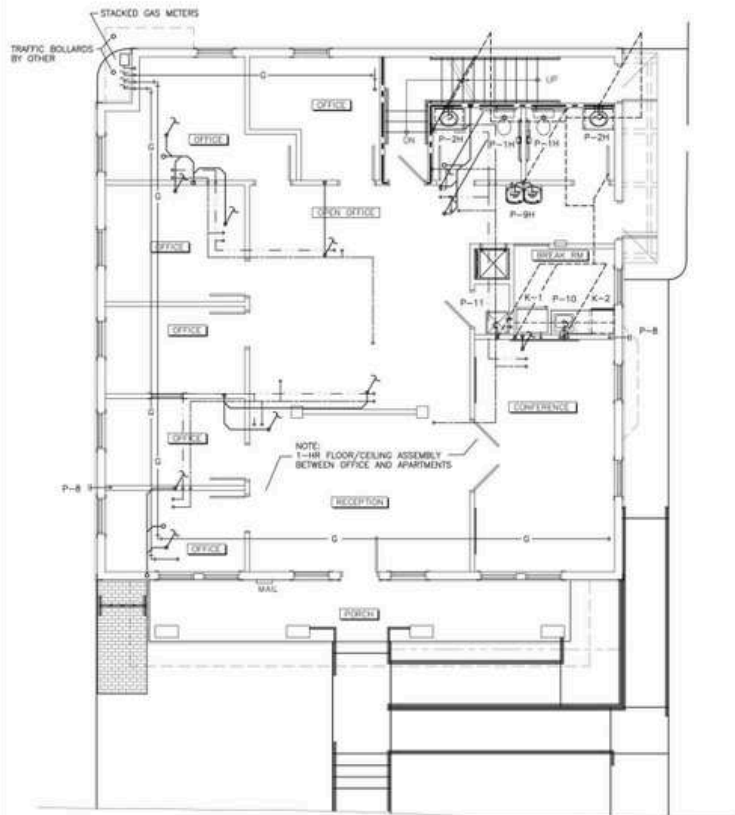 STACKED GAS METERS
TRAFFIC BOLLARDS
BY OTHER
G
OFFICE
UP
OFFICE
G
DN
P-2H
P-1H
P-1H
P-2H
OPEN OFFICE
P-9H
OFFICE
BREAK RM
P-11
K-1
P-10
K-2
OFFICE
P-8
G
CONFERENCE
OFFICE
NOTE:
1-HR FLOOR/CEILING ASSEMBLY
BETWEEN OFFICE AND APARTMENTS
G
P-8
RECEPTION
G
G
OFFICE
MAIL
PORCH